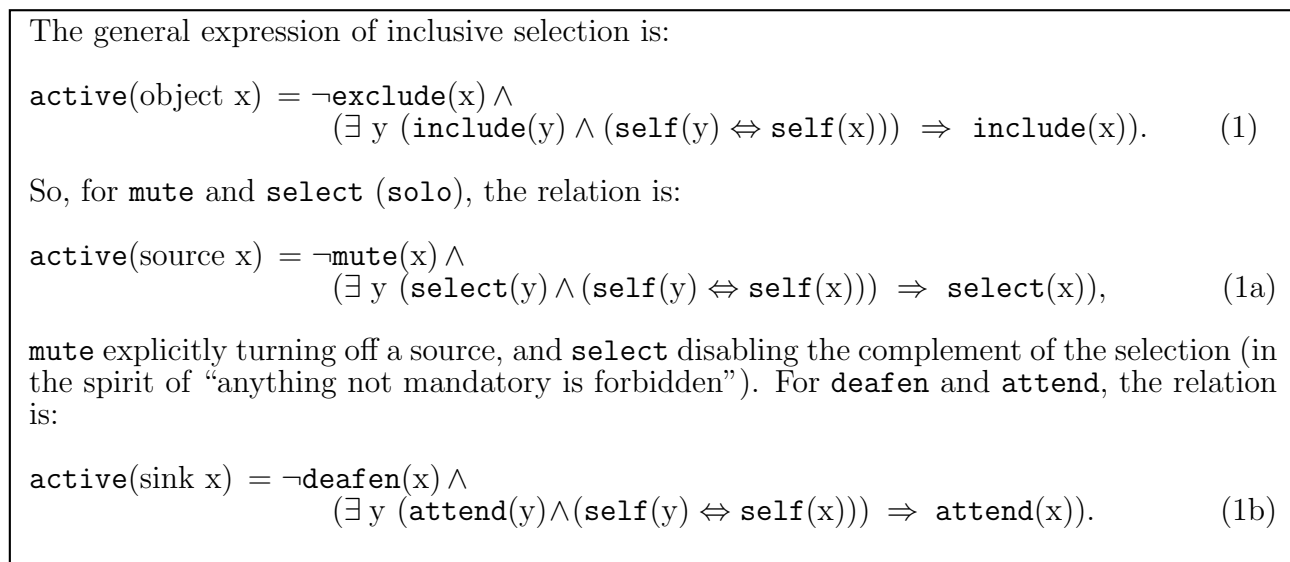 The general expression of inclusive selection is:
active(object x) = ¬exclude(x) ∧
(∃ y (include(y) ∧ (self(y) ⇔ self(x))) ⇒ include(x)). (1)
So, for mute and select (solo), the relation is:
active(source x) = ¬mute(x) ∧
(∃ y (select(y) ∧ (self(y) ⇔ self(x))) ⇒ select(x)), (1a)
mute explicitly turning off a source, and select disabling the complement of the selection (in
the spirit of “anything not mandatory is forbidden”). For deafen and attend, the relation
is:
active(sink x) = ¬deafen(x) ∧
(∃ y (attend(y)∧(self(y) ⇔ self(x))) ⇒ attend(x)). (1b)